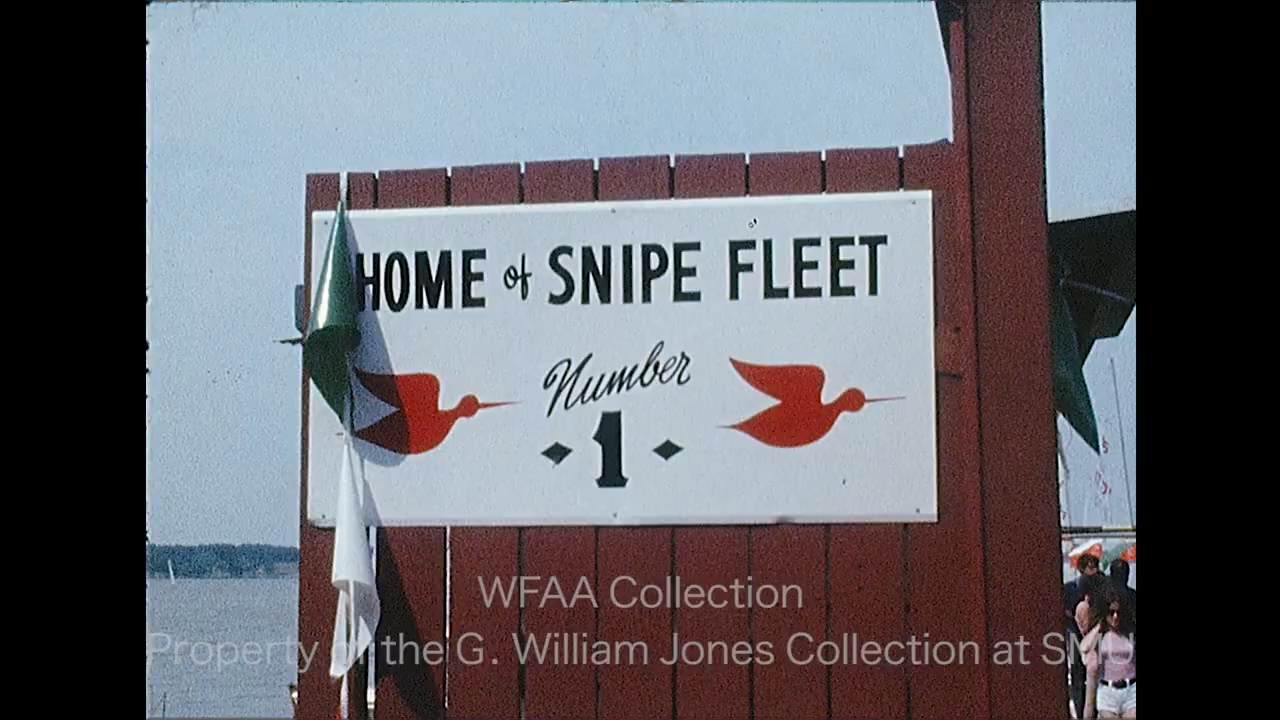 HOME of SNIPE FLEET
Number
1
WFAA Collection
Property of the G. William Jones Collection at SMU